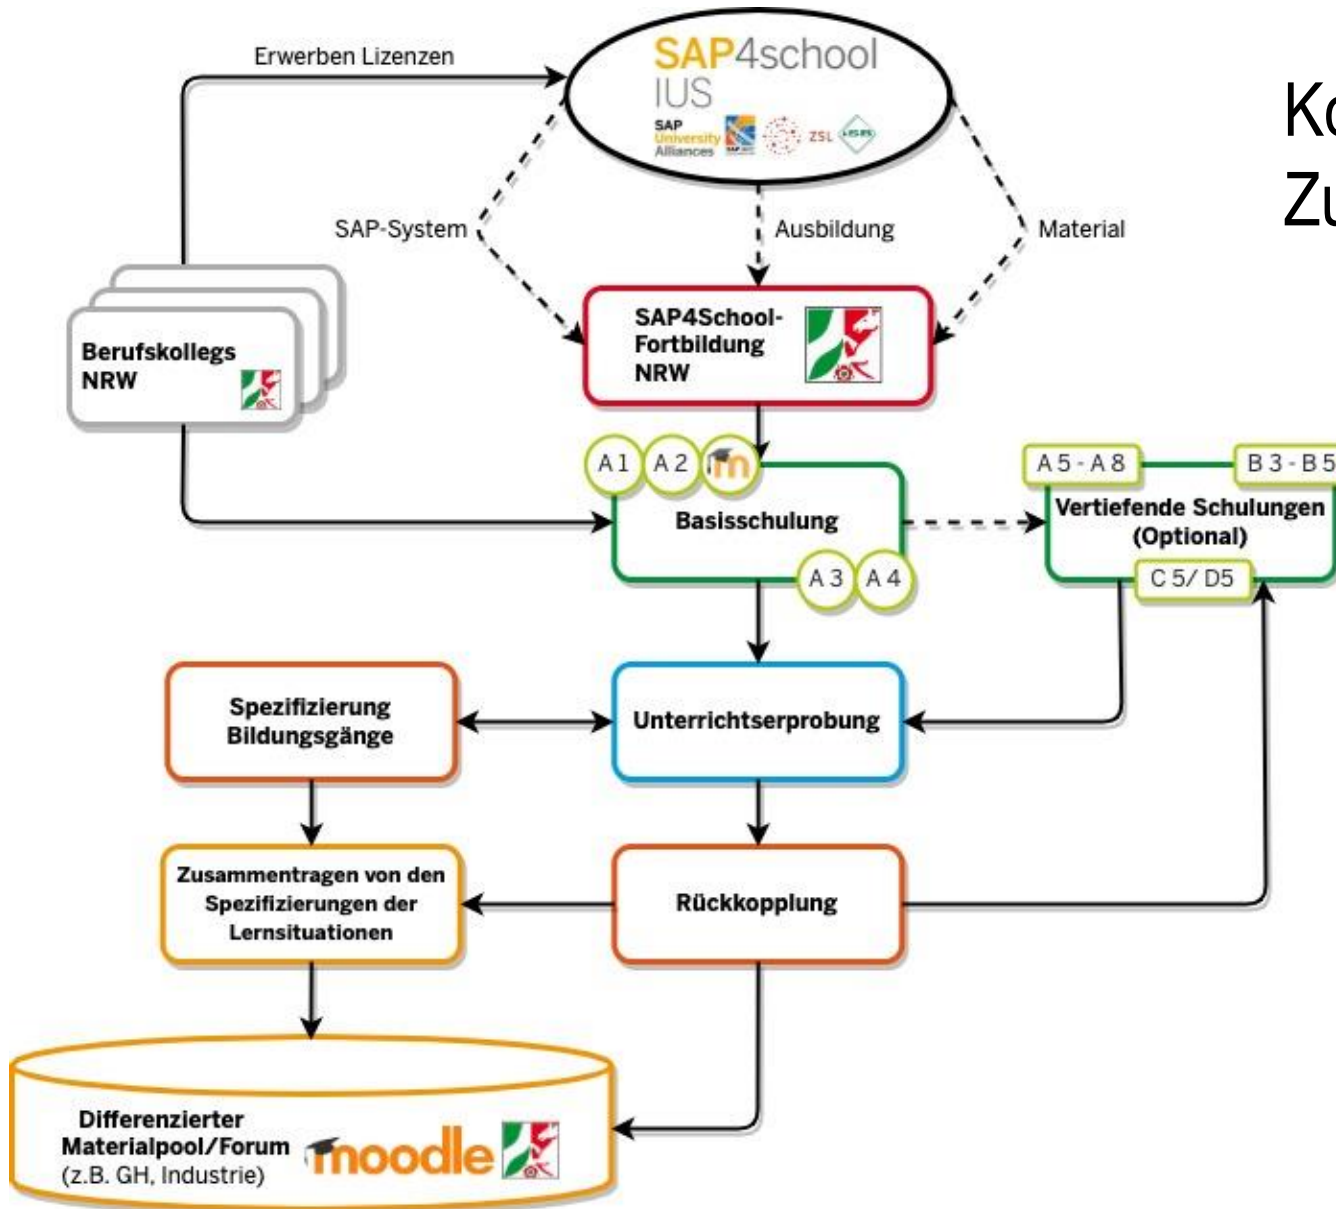 Erwerben Lizenzen
SAP4school
IUS
SAP
University
Alliances
ZSL
SAP-System
Ausbildung
Material
Berufskollegs
NRW
SAP4School-
Fortbildung
NRW
A 1
A 2
Basisschulung
A 3
A 4
A 5 - A 8
B 3 - B 5
Vertiefende Schulungen
(Optional)
C 5/ D5
Spezifizierung
Bildungsgänge
Unterrichtserprobung
Zusammentragen von den
Spezifizierungen der
Lernsituationen
Rückkopplung
Differenzierter
Materialpool/Forum
(z.B. GH, Industrie)
moodle